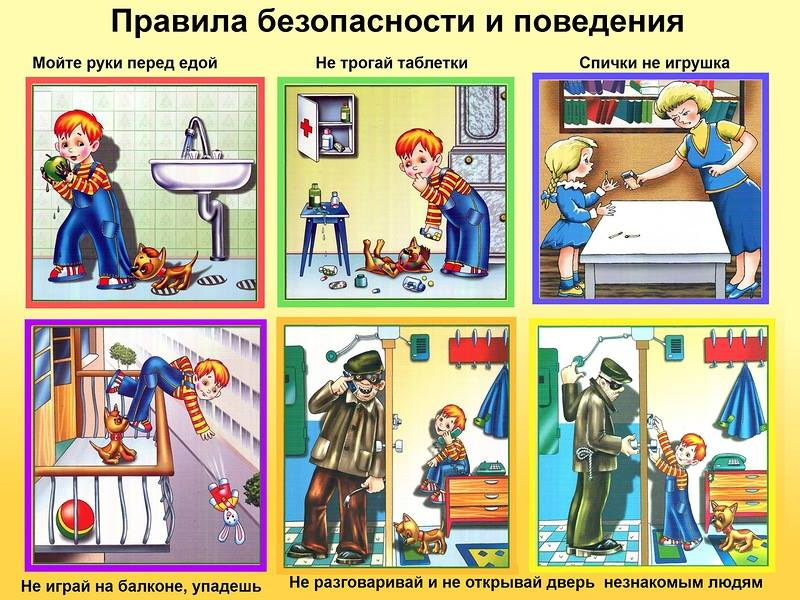 Правила безопасности и поведения
Мойте руки перед едой
Не трогай таблетки
Спички не игрушка
Не играй на балконе, упадешь
Не разговаривай и не открывай дверь незнакомым людям